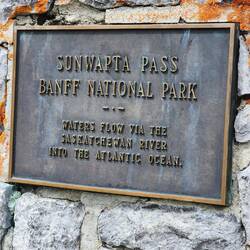 SUNWAPTA PASS
BANFF NATIONAL PARK
WATERS FLOW VIA THE
SASKATCHEWAN RIVER
INTO THE ATLANTIC OCEAN.